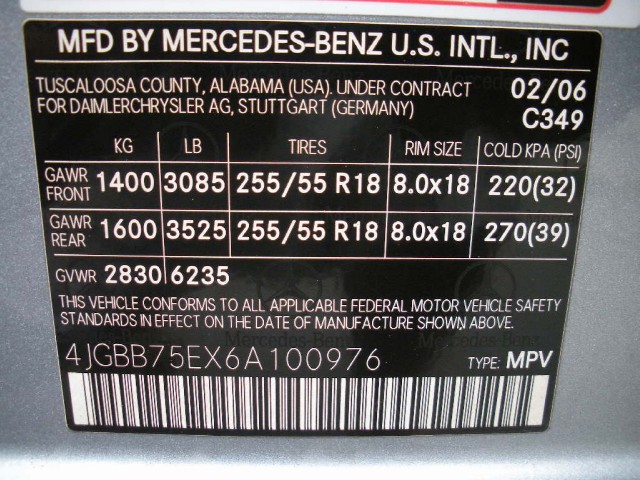 MFD BY MERCEDES-BENZ U.S. INTL., INC
TUSCALOOSA COUNTY, ALABAMA (USA). UNDER CONTRACT 02/06
FOR DAIMLERCHRYSLER AG, STUTTGART (GERMANY) C349
KG LB TIRES RIM SIZE COLD KPA (PSI)
GAWR FRONT 1400 3085 255/55 R18 8.0x18 220(32)
GAWR REAR 1600 3525 255/55 R18 8.0x18 270(39)
GVWR 2830 6235
THIS VEHICLE CONFORMS TO ALL APPLICABLE FEDERAL MOTOR VEHICLE SAFETY
STANDARDS IN EFFECT ON THE DATE OF MANUFACTURE SHOWN ABOVE.
4JGBB75EX6A100976 TYPE: MPV